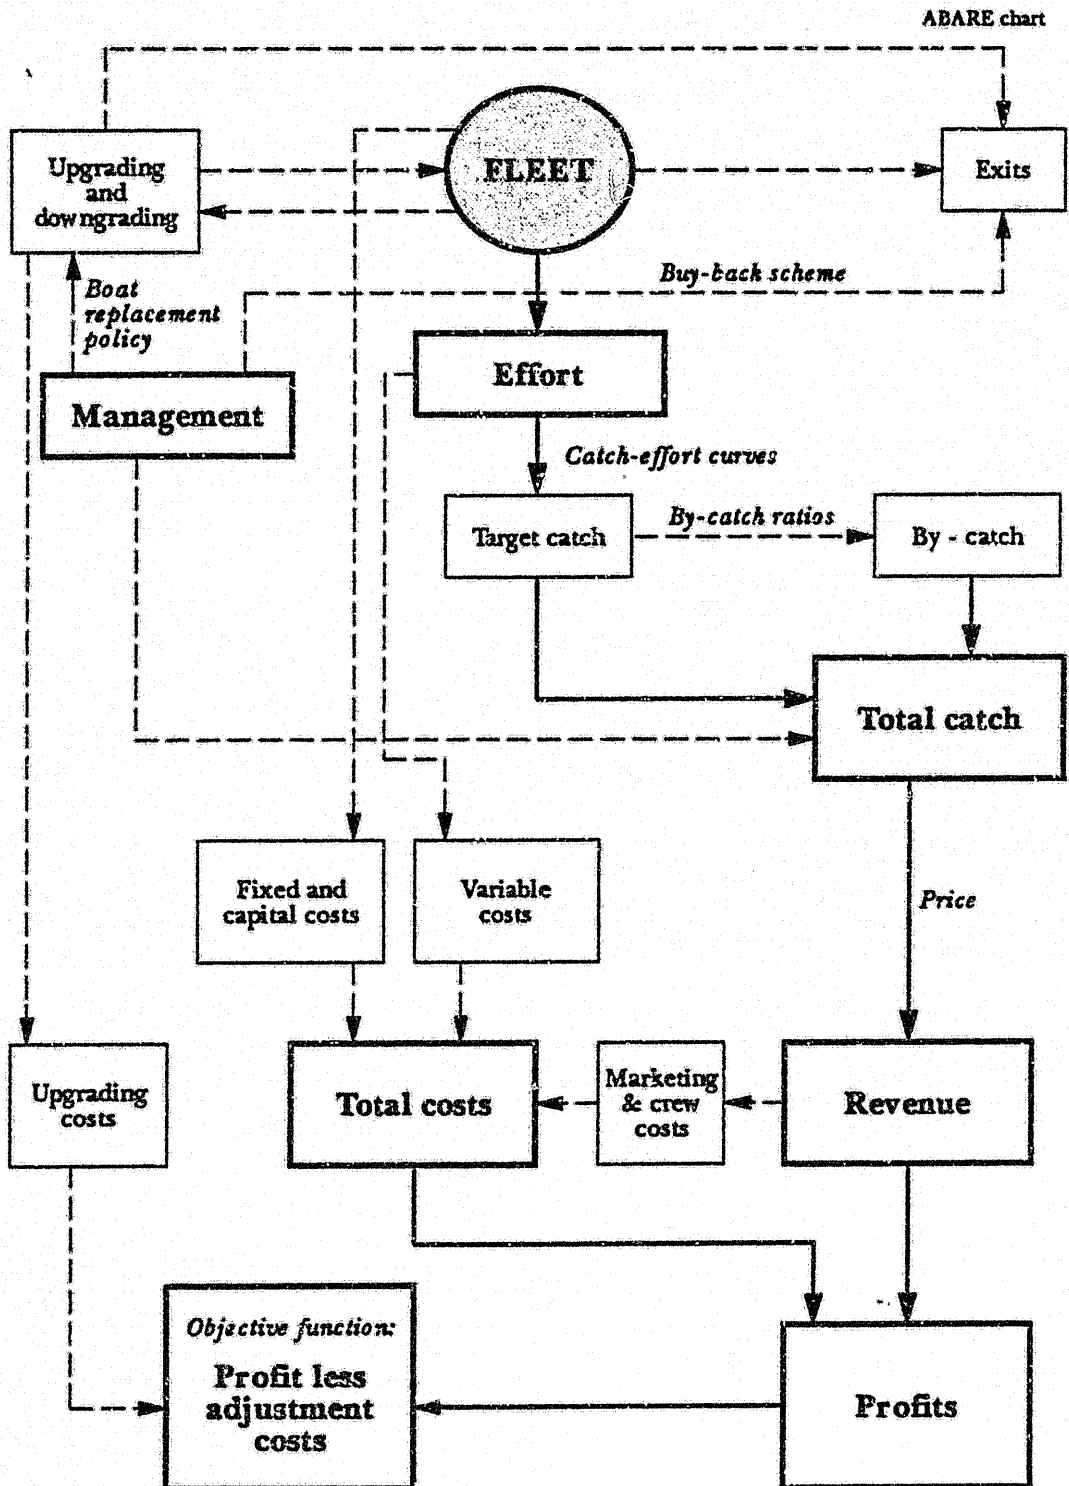 ABARE chart
Upgrading
and
downgrading
FLEET
Exits
Buy-back scheme
Boat
replacement
policy
Effort
Management
Catch-effort curves
Target catch
By-catch ratios
By - catch
Total catch
Fixed and
capital costs
Variable
costs
Price
Upgrading
costs
Total costs
Marketing
& crew
costs
Revenue
Objective function:
Profit less
adjustment
costs
Profits